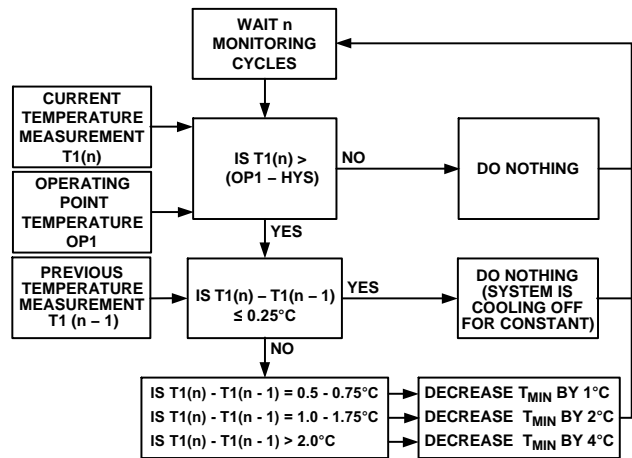 WAIT n
MONITORING
CYCLES
CURRENT
TEMPERATURE
MEASUREMENT
T1(n)
IS T1(n) >
(OP1 – HYS)
NO
DO NOTHING
OPERATING
POINT
TEMPERATURE
OP1
YES
PREVIOUS
TEMPERATURE
MEASUREMENT
T1 (n – 1)
IS T1(n) – T1(n – 1)
≤ 0.25°C
YES
DO NOTHING
(SYSTEM IS
COOLING OFF
FOR CONSTANT)
NO
IS T1(n) - T1(n - 1) = 0.5 - 0.75°C
DECREASE TMIN BY 1°C
IS T1(n) - T1(n - 1) = 1.0 - 1.75°C
DECREASE TMIN BY 2°C
IS T1(n) - T1(n - 1) > 2.0°C
DECREASE TMIN BY 4°C